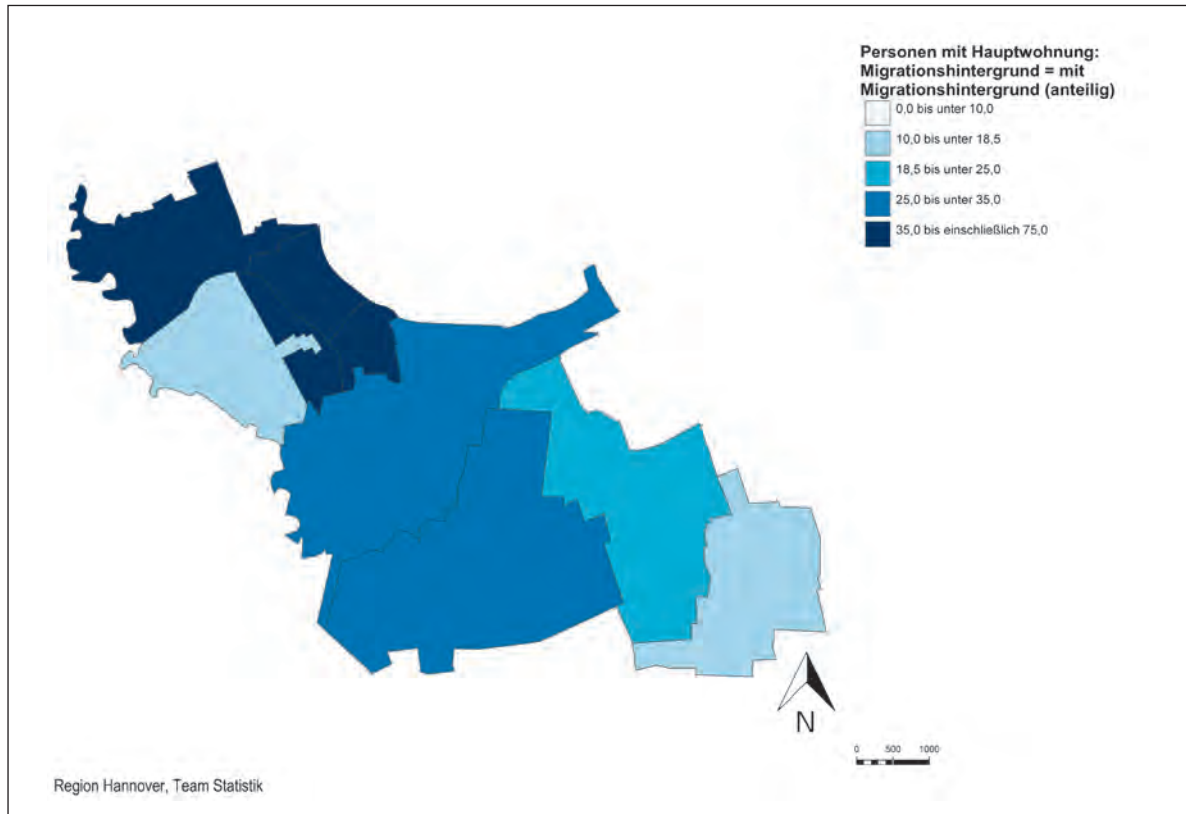 Personen mit Hauptwohnung:
Migrationshintergrund = mit
Migrationshintergrund (anteilig)
0,0 bis unter 10,0
10,0 bis unter 18,5
18,5 bis unter 25,0
25,0 bis unter 35,0
35,0 bis einschließlich 75,0
N
0 500 1000
Region Hannover, Team Statistik